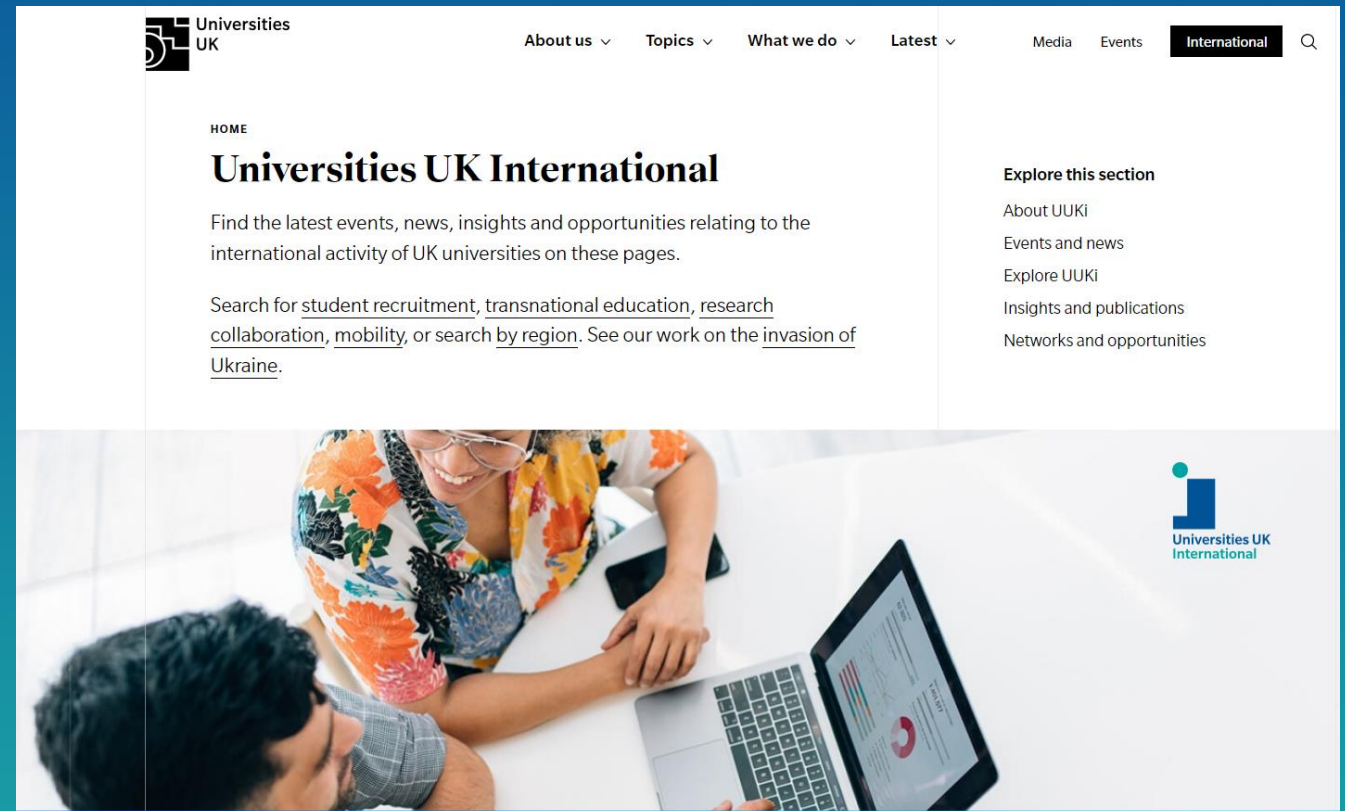 Universities
UK
About us
Topics
What we do
Latest
Media
Events
International
HOME
Universities UK International
Find the latest events, news, insights and opportunities relating to the
international activity of UK universities on these pages.
Search for student recruitment, transnational education, research
collaboration, mobility, or search by region. See our work on the invasion of
Ukraine.
Explore this section
About UUKi
Events and news
Explore UUKi
Insights and publications
Networks and opportunities
Universities UK
International